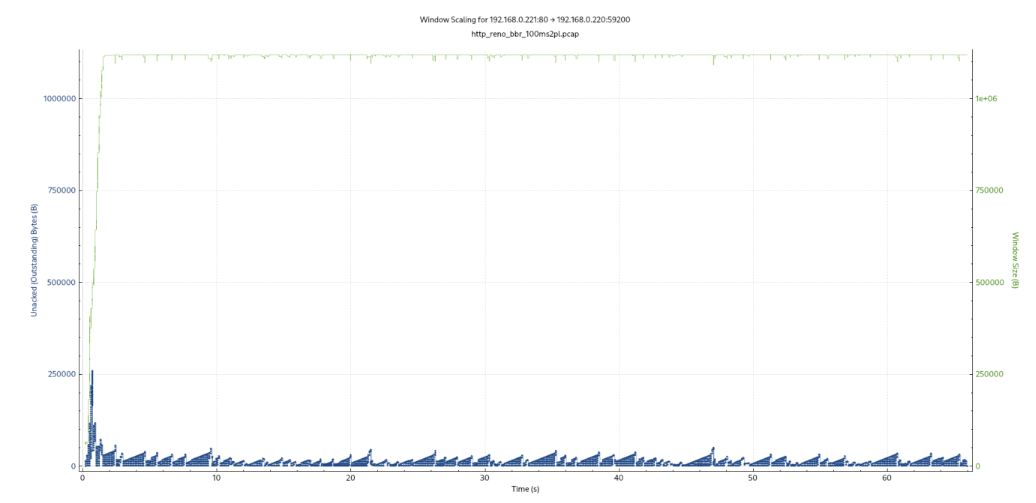 Window Scaling for 192.168.0.221:80 → 192.168.0.220:59200
http_reno_bbr_100ms2pl.pcap
1000000
750000
500000
250000
0
Unacked (Outstanding) Bytes (B)
1e+06
750000
500000
250000
0
Window Size (B)
0
10
20
30
40
50
60
Time (s)